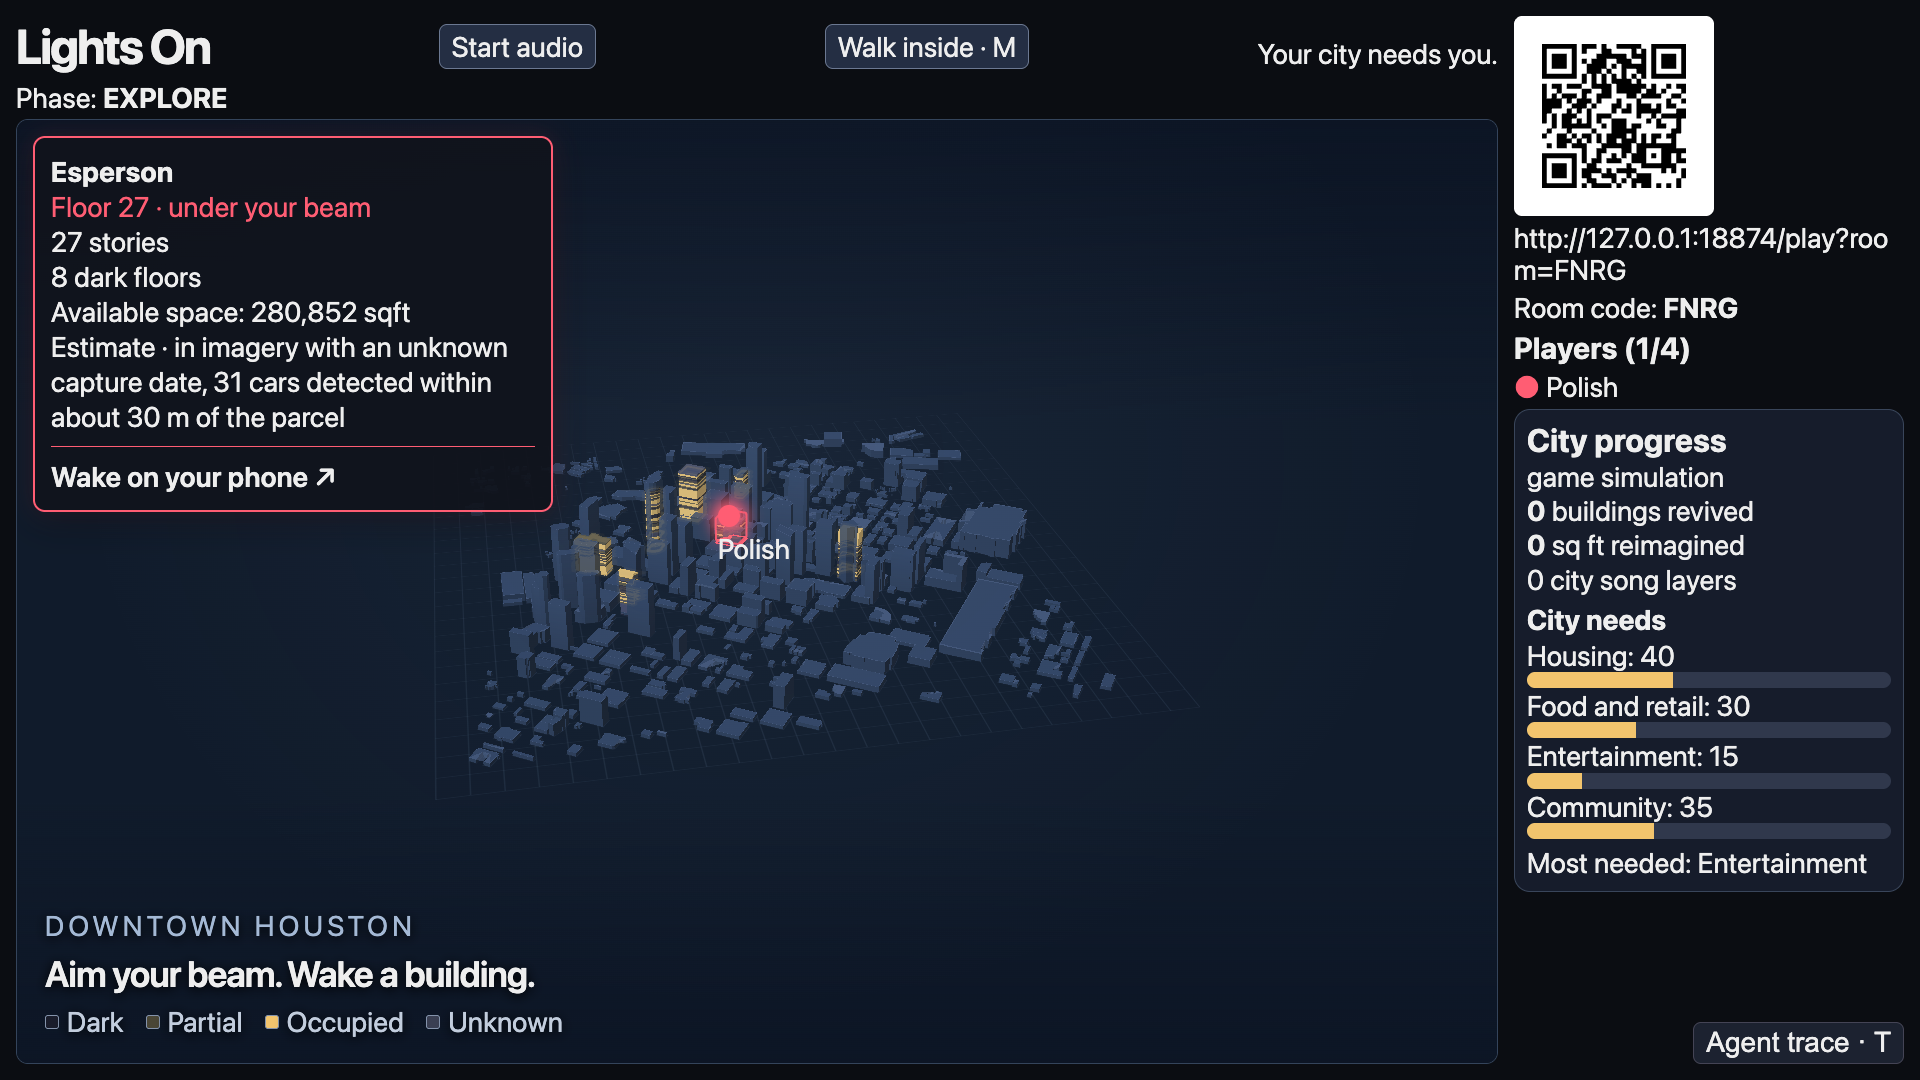 Lights On
Start audio
Walk inside · M
Your city needs you.
Phase: EXPLORE
Esperson
Floor 27 · under your beam
27 stories
8 dark floors
Available space: 280,852 sqft
Estimate · in imagery with an unknown
capture date, 31 cars detected within
about 30 m of the parcel
Wake on your phone ↗
Polish
DOWNTOWN HOUSTON
Aim your beam. Wake a building.
Dark
Partial
Occupied
Unknown
http://127.0.0.1:18874/play?roo
m=FNRG
Room code: FNRG
Players (1/4)
Polish
City progress
game simulation
0 buildings revived
0 sq ft reimagined
0 city song layers
City needs
Housing: 40
Food and retail: 30
Entertainment: 15
Community: 35
Most needed: Entertainment
Agent trace · T